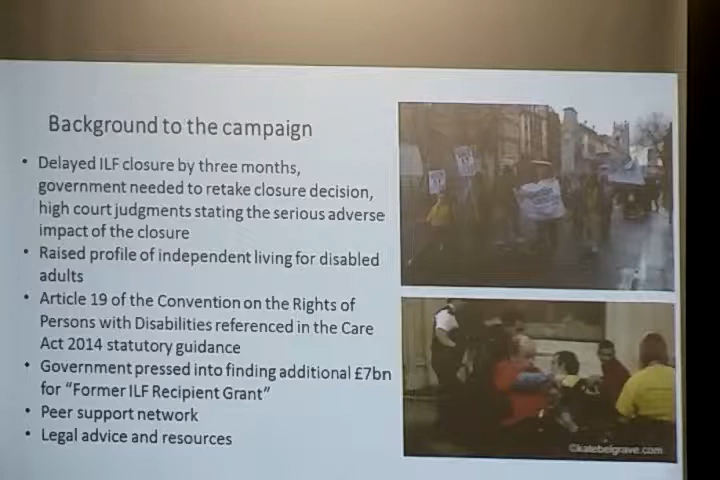 Background to the campaign
• Delayed ILF closure by three months,
government needed to retake closure decision,
high court judgments stating the serious adverse
impact of the closure
• Raised profile of independent living for disabled
adults
• Article 19 of the Convention on the Rights of
Persons with Disabilities referenced in the Care
Act 2014 statutory guidance
• Government pressed into finding additional £7bn
for “Former ILF Recipient Grant”
• Peer support network
• Legal advice and resources
©katebelgrave.com